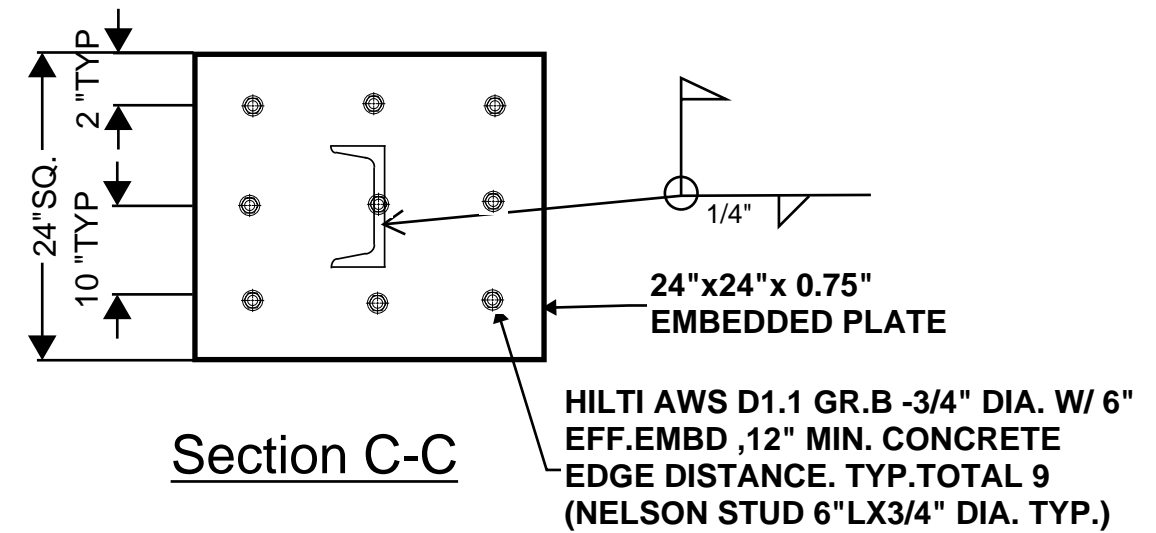 2 "TYP
24"SQ.
10 "TYP
1/4"
24"x24"x 0.75"
EMBEDDED PLATE
HILTI AWS D1.1 GR.B -3/4" DIA. W/ 6"
EFF.EMBD ,12" MIN. CONCRETE
EDGE DISTANCE. TYP.TOTAL 9
(NELSON STUD 6"LX3/4" DIA. TYP.)
Section C-C